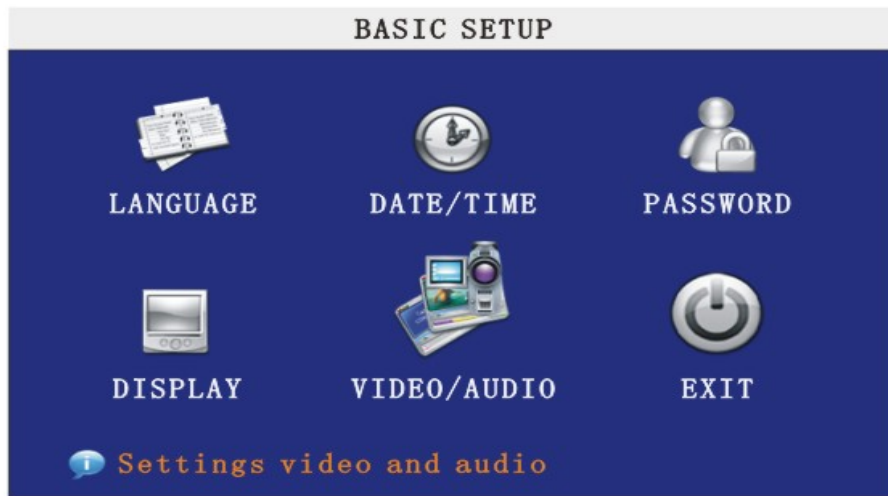 BASIC SETUP
LANGUAGE DATE/TIME PASSWORD
DISPLAY VIDEO/AUDIO EXIT
Settings video and audio